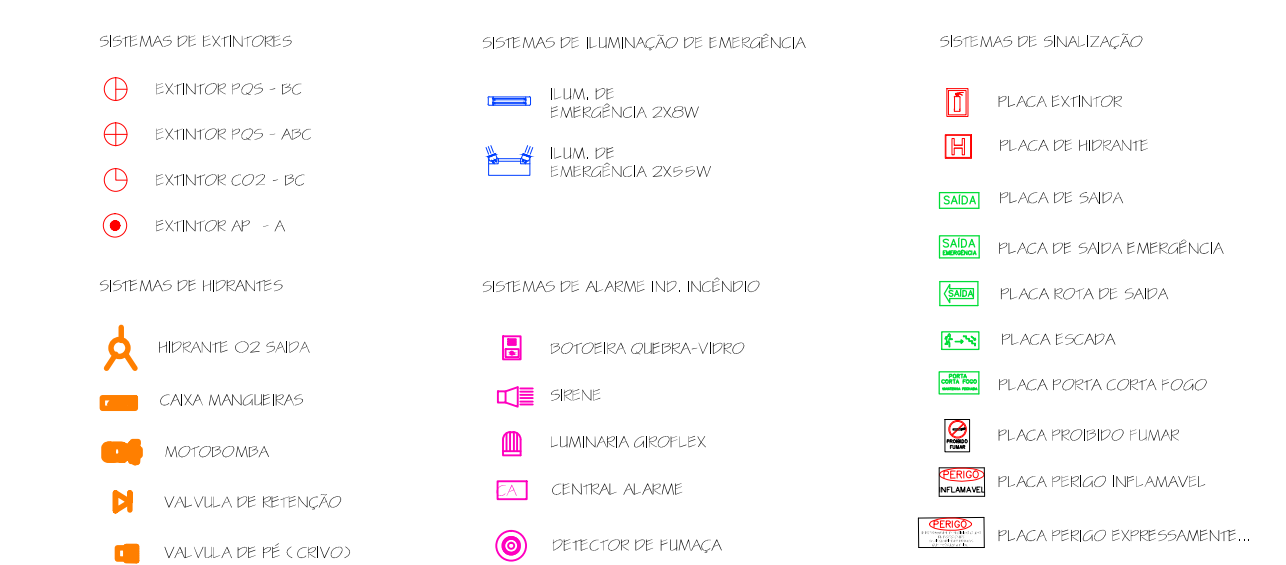 SISTEMAS DE EXTINTORES
EXTINTOR PQS - BC
EXTINTOR PQS - ABC
EXTINTOR CO2 - BC
EXTINTOR AP - A
SISTEMAS DE HIDRANTES
HIDRANTE 02 SAIDA
CAIXA MANGUEIRAS
MOTOBOMBA
VALVULA DE RETENÇÃO
VALVULA DE PÉ (CRIVO)
SISTEMAS DE ILUMINAÇÃO DE EMERGÊNCIA
ILUM. DE
EMERGÊNCIA 2X8W
ILUM. DE
EMERGÊNCIA 2X55W
SISTEMAS DE ALARME IND. INCÊNDIO
BOTOEIRA QUEBRA-VIDRO
SIRENE
LUMINARIA GIROFLEX
CA
CENTRAL ALARME
DETECTOR DE FUMAÇA
SISTEMAS DE SINALIZAÇÃO
PLACA EXTINTOR
H
PLACA DE HIDRANTE
SAÍDA
PLACA DE SAIDA
SAÍDA
EMERGÊNCIA
PLACA DE SAIDA EMERGÊNCIA
SAÍDA
PLACA ROTA DE SAIDA
PLACA ESCADA
PORTA
CORTA FOGO
PLACA PORTA CORTA FOGO
PROIBIDO
FUMAR
PLACA PROIBIDO FUMAR
PERIGO
INFLAMAVEL
PLACA PERIGO INFLAMAVEL
PERIGO
PLACA PERIGO EXPRESSAMENTE...